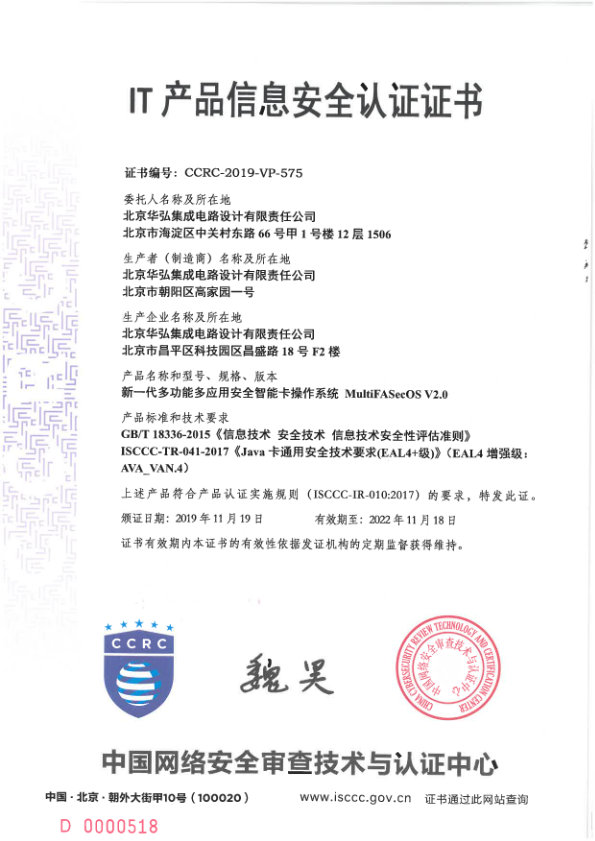 IT 产品信息安全认证证书
证书编号：CCRC-2019-VP-575
委托人名称及所在地
北京华弘集成电路设计有限责任公司
北京市海淀区中关村东路 66 号甲 1 号楼 12 层 1506
生产者（制造商）名称及所在地
北京华弘集成电路设计有限责任公司
北京市朝阳区高家园一号
生产企业名称及所在地
北京华弘集成电路设计有限责任公司
北京市昌平区科技园区昌盛路 18 号 F2 楼
产品名称和型号、规格、版本
新一代多功能多应用安全智能卡操作系统 MultiFASecOS V2.0
产品标准和技术要求
GB/T 18336-2015《信息技术 安全技术 信息技术安全性评估准则》
ISCCC-TR-041-2017《Java 卡通用安全技术要求(EAL4+级)》（EAL4 增强级：
AVA_VAN.4）
上述产品符合产品认证实施规则（ISCCC-IR-010:2017）的要求，特发此证。
颁证日期：2019 年 11 月 19 日 有效期至：2022 年 11 月 18 日
证书有效期内本证书的有效性依据发证机构的定期监督获得维持。
CCRC
魏昊
CHINA CYBERSECURITY REVIEW TECHNOLOGY AND CERTIFICATION CENTER
中国网络安全审查技术与认证中心
中国网络安全审查技术与认证中心
中国·北京·朝外大街甲10号（100020） www.isccc.gov.cn 证书通过此网站查询
D 0000518